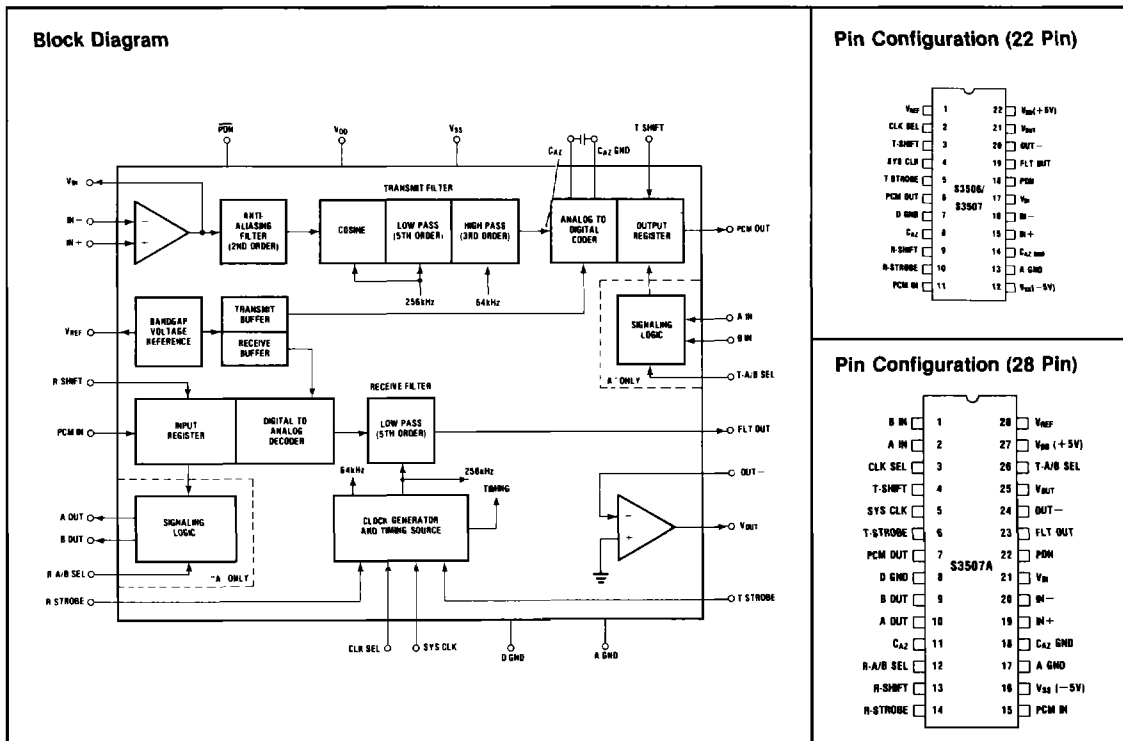 Block Diagram
PDN
VDD
VSS
T SHIFT
CAZ
CAZ GND
VIN
IN−
IN+
−
+
ANTI-
ALIASING
FILTER
(2ND ORDER)
TRANSMIT FILTER
COSINE
LOW PASS
(5TH ORDER)
HIGH PASS
(3RD ORDER)
ANALOG TO
DIGITAL
CODER
OUTPUT
REGISTER
PCM OUT
256kHz
64kHz
VREF
BANDGAP
VOLTAGE
REFERENCE
TRANSMIT
BUFFER
RECEIVE
BUFFER
SIGNALING
LOGIC
A IN
B IN
T-A/B SEL
"A" ONLY
R SHIFT
PCM IN
INPUT
REGISTER
DIGITAL TO
ANALOG
DECODER
RECEIVE FILTER
LOW PASS
(5TH ORDER)
FLT OUT
64kHz
256kHz
TIMING
OUT−
−
+
VOUT
A OUT
B OUT
R A/B SEL
SIGNALING
LOGIC
"A" ONLY
CLOCK GENERATOR
AND TIMING SOURCE
R STROBE
T STROBE
CLK SEL
SYS CLK
D GND
A GND
Pin Configuration (22 Pin)
VREF 1 22 VDD (+5V)
CLK SEL 2 21 VOUT
T-SHIFT 3 20 OUT−
SYS CLK 4 19 FLT OUT
T STROBE 5 18 PDN
PCM OUT 6 17 VIN
D GND 7 16 IN−
CAZ 8 15 IN+
R-SHIFT 9 14 CAZ GND
R-STROBE 10 13 A GND
PCM IN 11 12 VSS (−5V)
S3506/
S3507
Pin Configuration (28 Pin)
B IN 1 28 VREF
A IN 2 27 VDD (+5V)
CLK SEL 3 26 T-A/B SEL
T-SHIFT 4 25 VOUT
SYS CLK 5 24 OUT−
T-STROBE 6 23 FLT OUT
PCM OUT 7 22 PDN
D GND 8 21 VIN
B OUT 9 20 IN−
A OUT 10 19 IN+
CAZ 11 18 CAZ GND
R-A/B SEL 12 17 A GND
R-SHIFT 13 16 VSS (−5V)
R-STROBE 14 15 PCM IN
S3507A